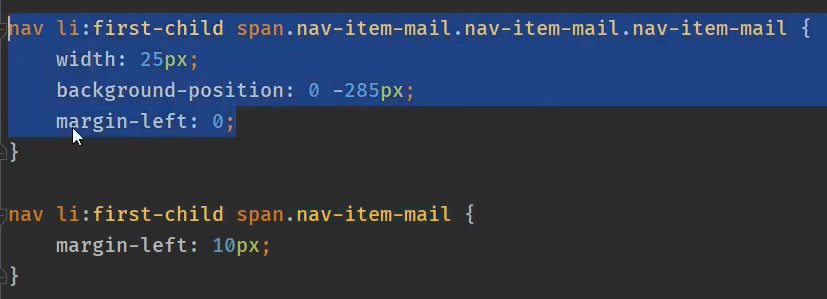 nav li:first-child span.nav-item-mail.nav-item-mail.nav-item-mail {
    width: 25px;
    background-position: 0 -285px;
    margin-left: 0;
}
nav li:first-child span.nav-item-mail {
    margin-left: 10px;
}